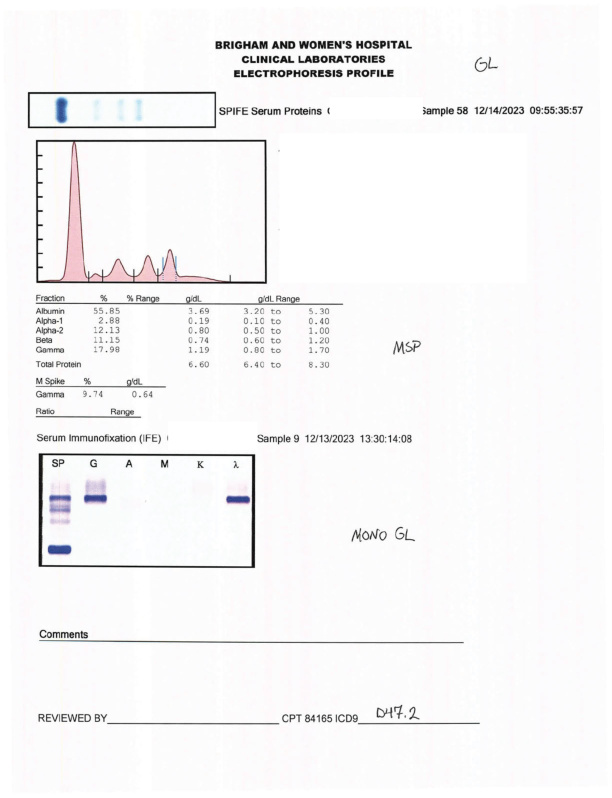 BRIGHAM AND WOMEN'S HOSPITAL
CLINICAL LABORATORIES
ELECTROPHORESIS PROFILE
GL
SPIFE Serum Proteins ( Sample 58 12/14/2023 09:55:35:57
Fraction % % Range g/dL g/dL Range
Albumin 55.85 3.69 3.20 to 5.30
Alpha-1 2.88 0.19 0.10 to 0.40
Alpha-2 12.13 0.80 0.50 to 1.00
Beta 11.15 0.74 0.60 to 1.20
Gamma 17.98 1.19 0.80 to 1.70
MSP
Total Protein 6.60 6.40 to 8.30
M Spike % g/dL
Gamma 9.74 0.64
Ratio Range
Serum Immunofixation (IFE) Sample 9 12/13/2023 13:30:14:08
SP G A M K λ
MONO GL
Comments
REVIEWED BY CPT 84165 ICD9 D47.2